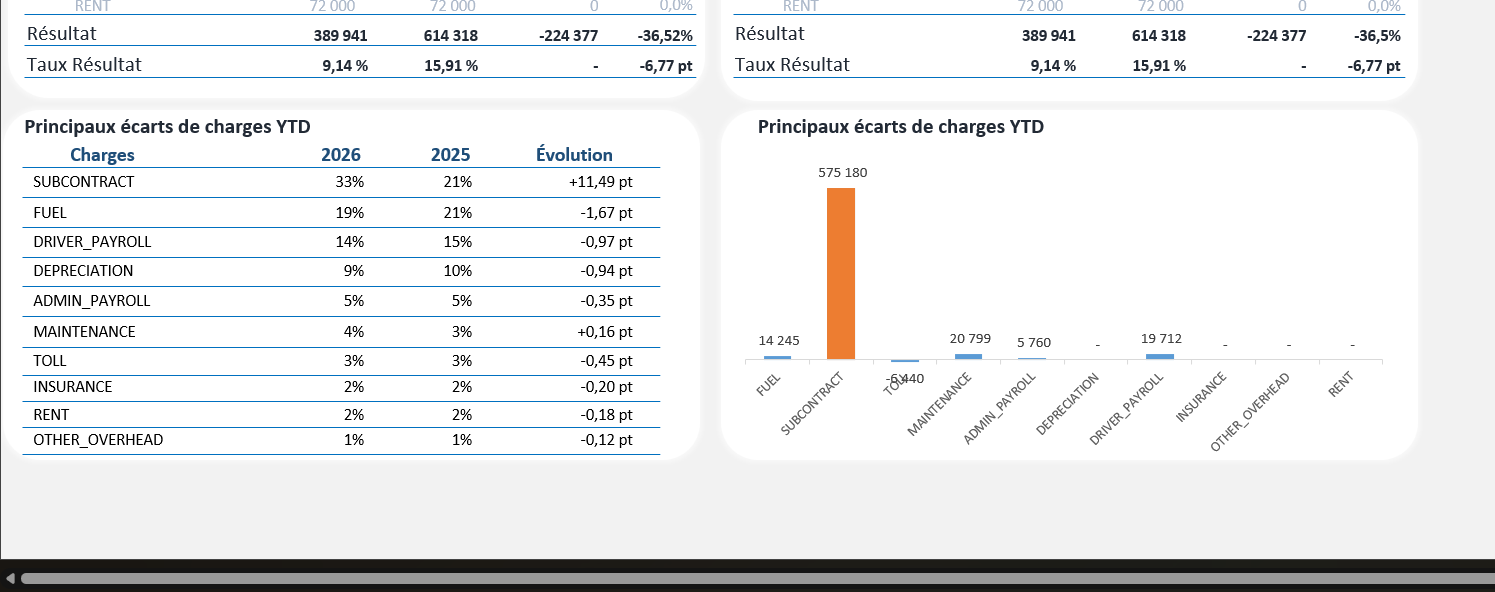 RENT 72 000 72 000 0 0,0%
Résultat 389 941 614 318 -224 377 -36,52%
Taux Résultat 9,14 % 15,91 % - -6,77 pt
RENT 72 000 72 000 0 0,0%
Résultat 389 941 614 318 -224 377 -36,5%
Taux Résultat 9,14 % 15,91 % - -6,77 pt
Principaux écarts de charges YTD
Charges 2026 2025 Évolution
SUBCONTRACT 33% 21% +11,49 pt
FUEL 19% 21% -1,67 pt
DRIVER_PAYROLL 14% 15% -0,97 pt
DEPRECIATION 9% 10% -0,94 pt
ADMIN_PAYROLL 5% 5% -0,35 pt
MAINTENANCE 4% 3% +0,16 pt
TOLL 3% 3% -0,45 pt
INSURANCE 2% 2% -0,20 pt
RENT 2% 2% -0,18 pt
OTHER_OVERHEAD 1% 1% -0,12 pt
Principaux écarts de charges YTD
575 180
14 245 20 799 5 760 - 19 712 - - -
-6 440
FUEL SUBCONTRACT TOLL MAINTENANCE ADMIN_PAYROLL DEPRECIATION DRIVER_PAYROLL INSURANCE OTHER_OVERHEAD RENT